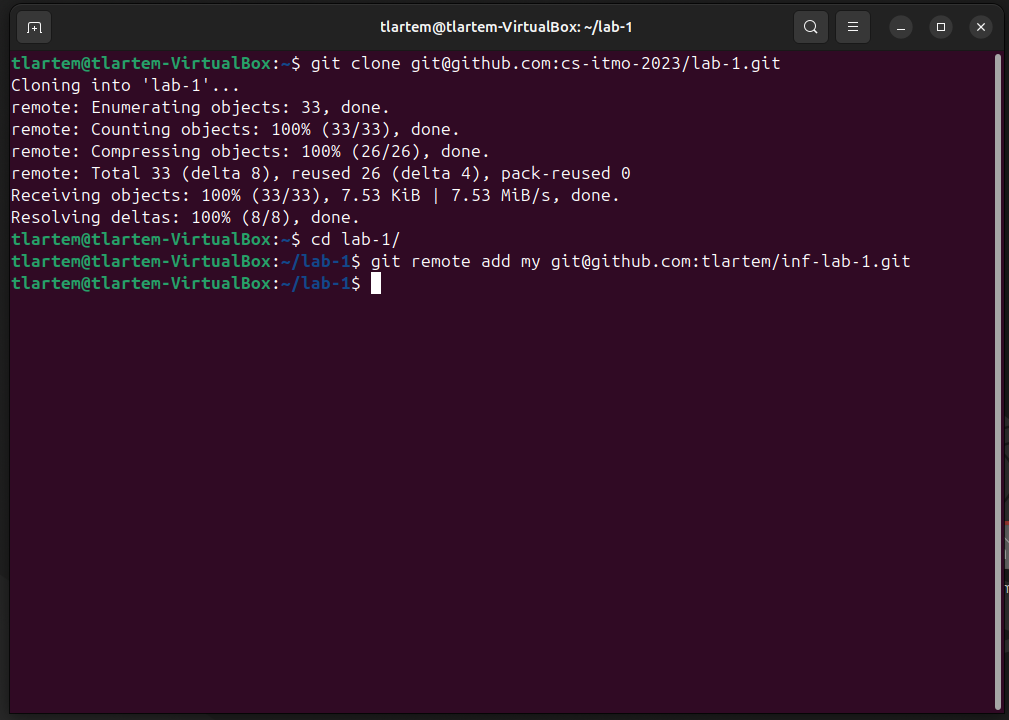 tlartem@tlartem-VirtualBox: ~/lab-1
tlartem@tlartem-VirtualBox:~$ git clone git@github.com:cs-itmo-2023/lab-1.git
Cloning into 'lab-1'...
remote: Enumerating objects: 33, done.
remote: Counting objects: 100% (33/33), done.
remote: Compressing objects: 100% (26/26), done.
remote: Total 33 (delta 8), reused 26 (delta 4), pack-reused 0
Receiving objects: 100% (33/33), 7.53 KiB | 7.53 MiB/s, done.
Resolving deltas: 100% (8/8), done.
tlartem@tlartem-VirtualBox:~$ cd lab-1/
tlartem@tlartem-VirtualBox:~/lab-1$ git remote add my git@github.com:tlartem/inf-lab-1.git
tlartem@tlartem-VirtualBox:~/lab-1$